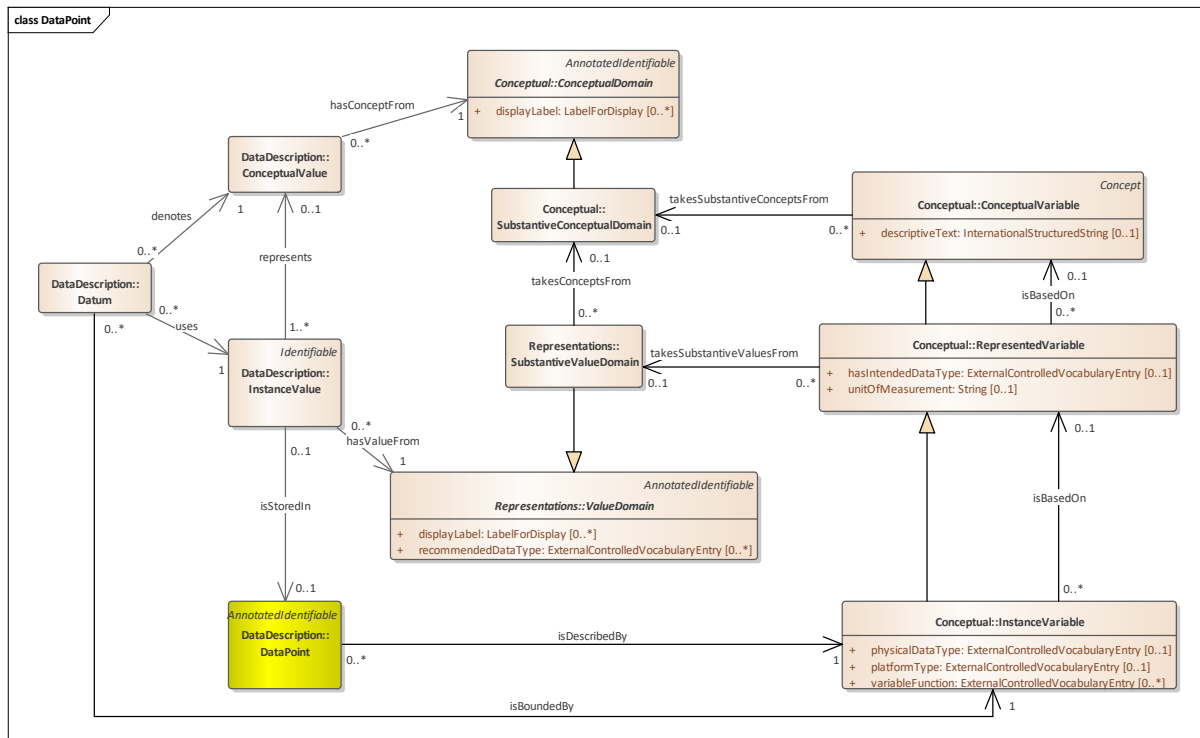 class DataPoint
AnnotatedIdentifiable
Conceptual::ConceptualDomain
+ displayLabel: LabelForDisplay [0..*]
hasConceptFrom
1
0..*
DataDescription::
ConceptualValue
denotes
1
0..*
0..1
represents
1..*
DataDescription::
Datum
0..*
0..*
uses
1
Identifiable
DataDescription::
InstanceValue
0..*
hasValueFrom
1
0..1
isStoredIn
0..1
Conceptual::
SubstantiveConceptualDomain
takesSubstantiveConceptsFrom
0..1
0..*
Concept
Conceptual::ConceptualVariable
+ descriptiveText: InternationalStructuredString [0..1]
0..1
takesConceptsFrom
0..*
0..1
isBasedOn
0..*
Representations::
SubstantiveValueDomain
takesSubstantiveValuesFrom
0..1
0..*
Conceptual::RepresentedVariable
+ hasIntendedDataType: ExternalControlledVocabularyEntry [0..1]
+ unitOfMeasurement: String [0..1]
0..1
isBasedOn
0..*
AnnotatedIdentifiable
Representations::ValueDomain
+ displayLabel: LabelForDisplay [0..*]
+ recommendedDataType: ExternalControlledVocabularyEntry [0..*]
AnnotatedIdentifiable
DataDescription::
DataPoint
0..*
isDescribedBy
1
Conceptual::InstanceVariable
+ physicalDataType: ExternalControlledVocabularyEntry [0..1]
+ platformType: ExternalControlledVocabularyEntry [0..1]
+ variableFunction: ExternalControlledVocabularyEntry [0..*]
isBoundedBy
1